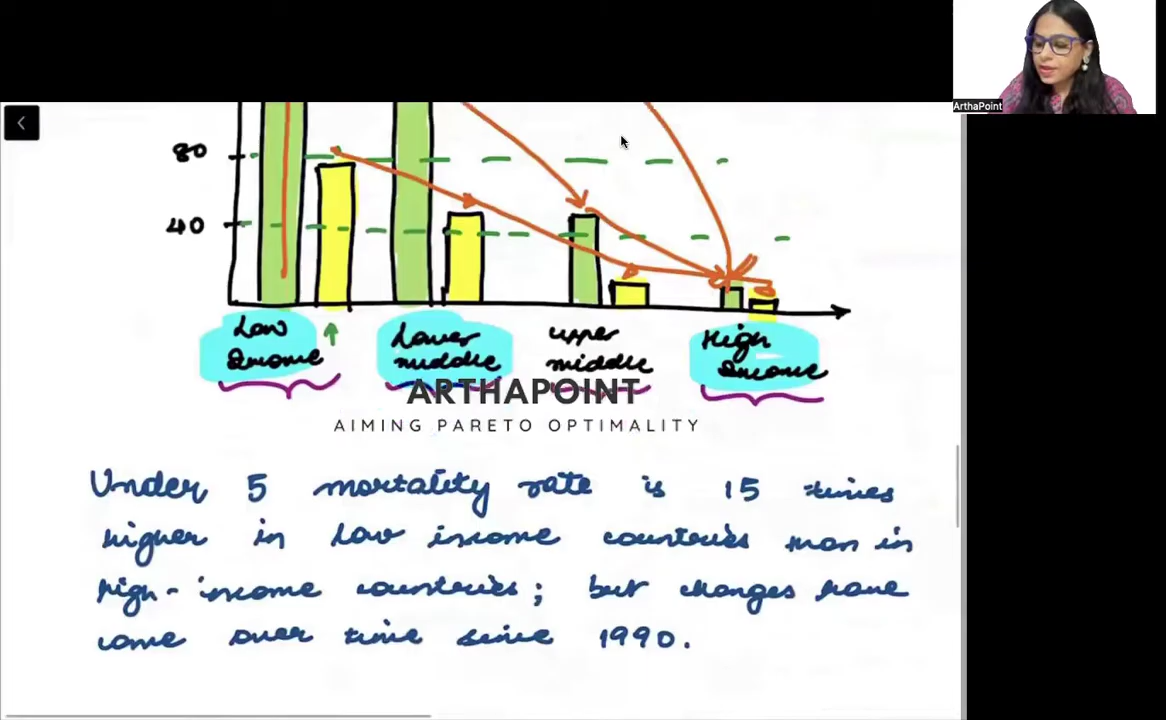 ArthaPoint
80
40
Low
Income
Lower
middle
upper
middle
High
Income
ARTHAPOINT
AIMING PARETO OPTIMALITY
Under 5 mortality rate is 15 times
higher in low income countries than in
high-income countries; but changes have
come over time since 1990.